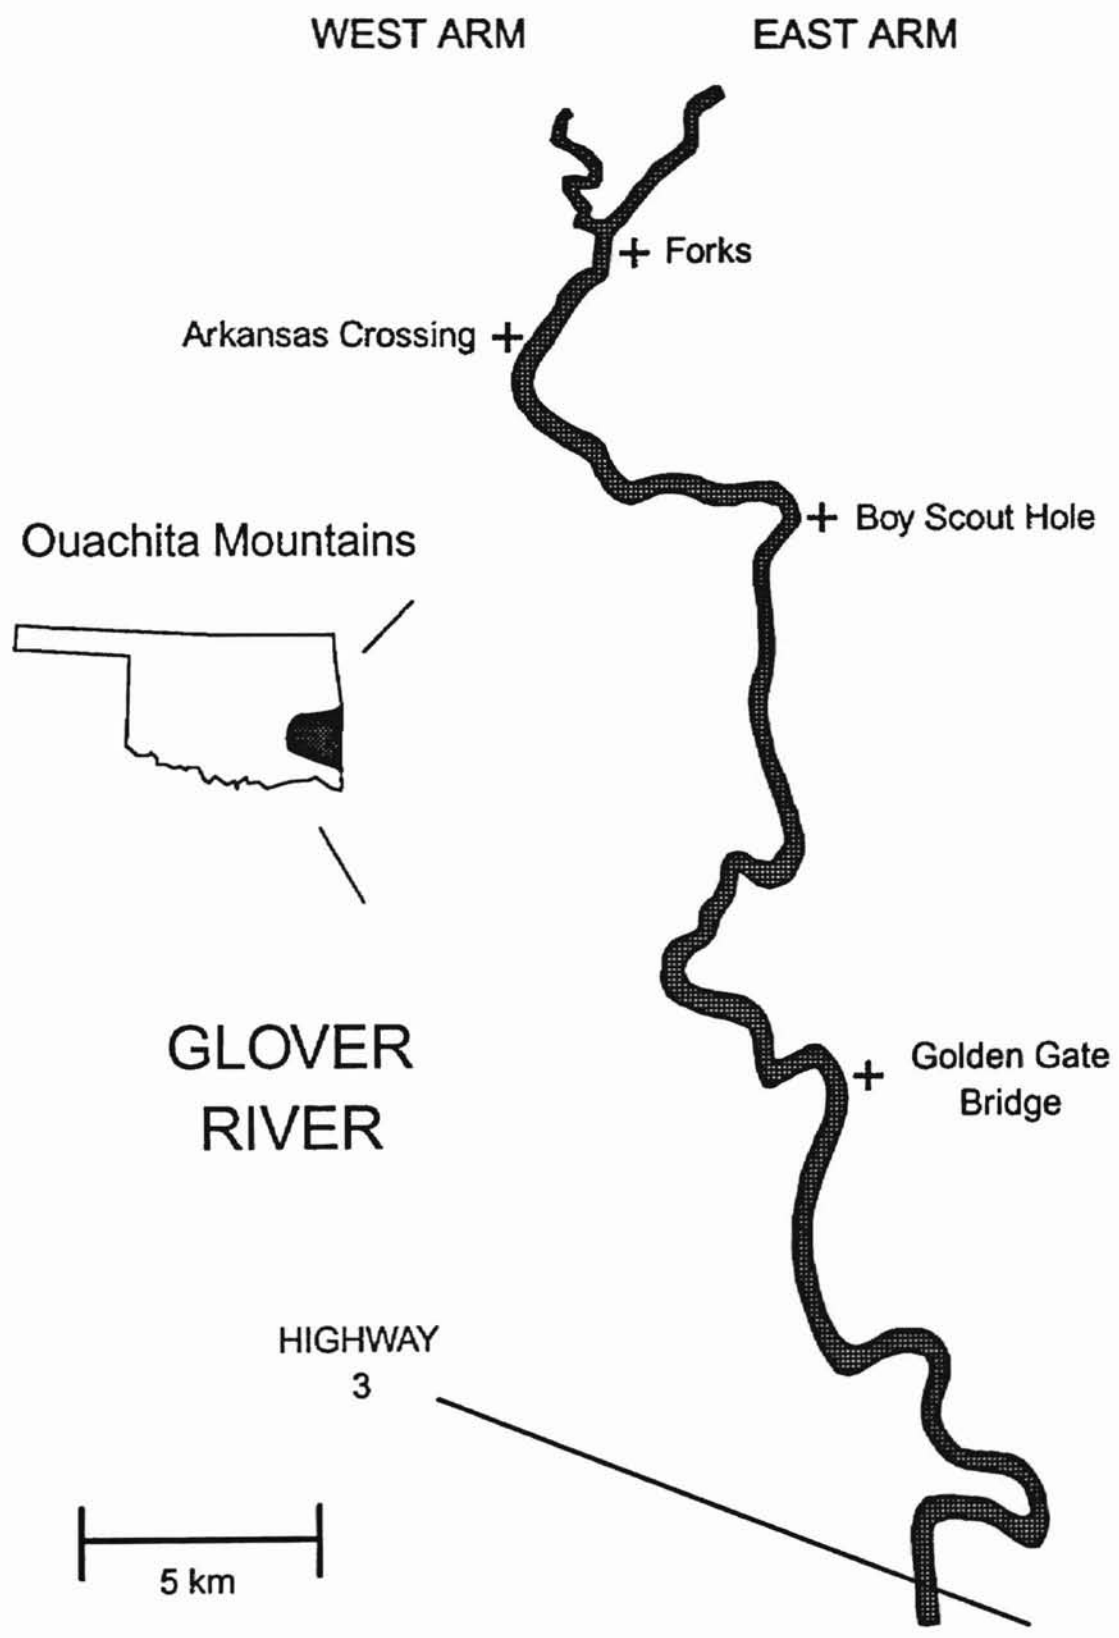 WEST ARM
EAST ARM
Forks
Arkansas Crossing
Boy Scout Hole
Ouachita Mountains
GLOVER
RIVER
Golden Gate
Bridge
HIGHWAY
3
5 km